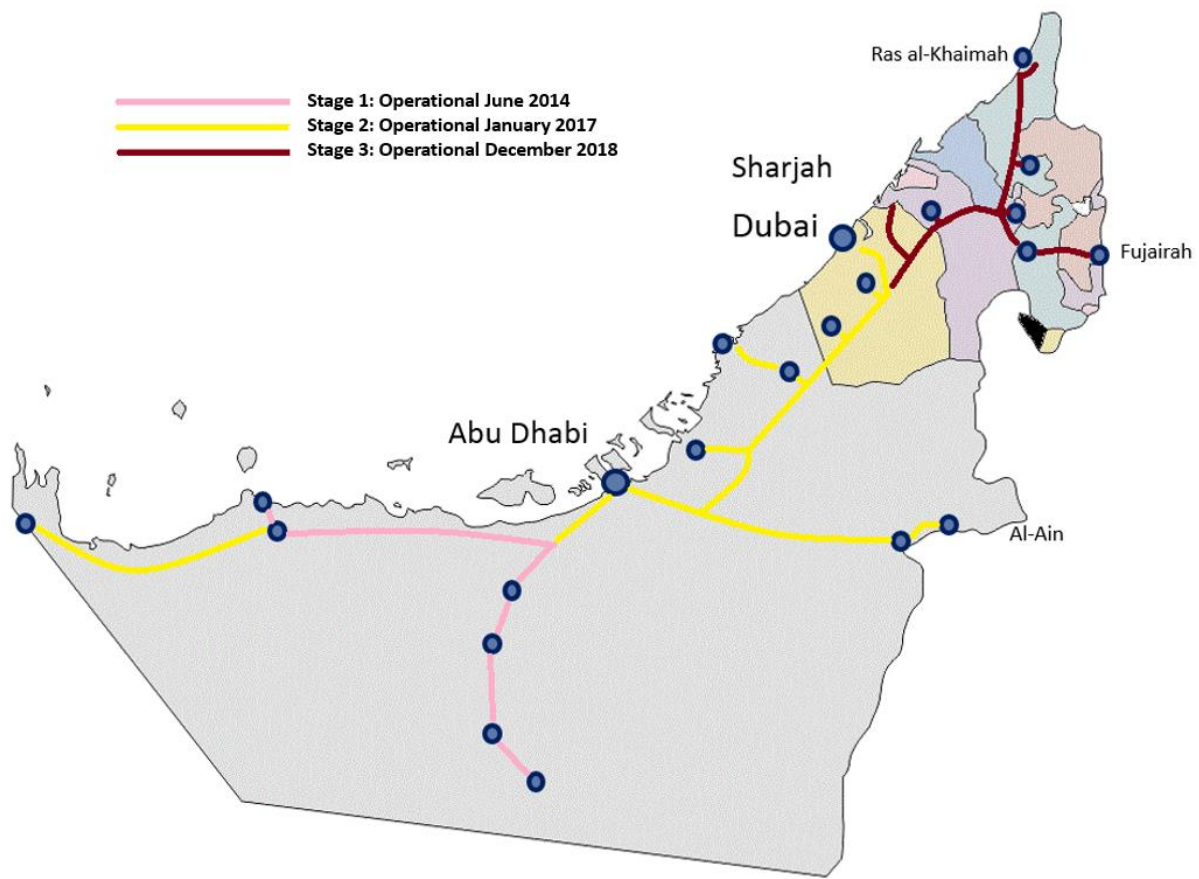 Ras al-Khaimah
Stage 1: Operational June 2014
Stage 2: Operational January 2017
Stage 3: Operational December 2018
Sharjah
Dubai
Fujairah
Abu Dhabi
Al-Ain